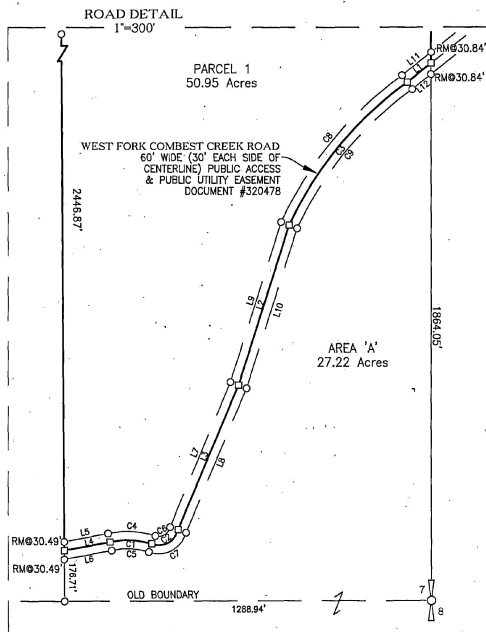 ROAD DETAIL
1"=300'
PARCEL 1
50.95 Acres
L11
L1
L12
RM@30.84'
RM@30.84'
C8
C3
C9
WEST FORK COMBEST CREEK ROAD
60' WIDE (30' EACH SIDE OF
CENTERLINE) PUBLIC ACCESS
& PUBLIC UTILITY EASEMENT
DOCUMENT #320478
2446.87'
L9
L2
L10
1864.05'
AREA 'A'
27.22 Acres
L7
L3
L8
L5
C4
C6
RM@30.49'
L4
C1
C2
L6
C5
C7
RM@30.49'
176.71'
OLD BOUNDARY
1288.94'
7
8